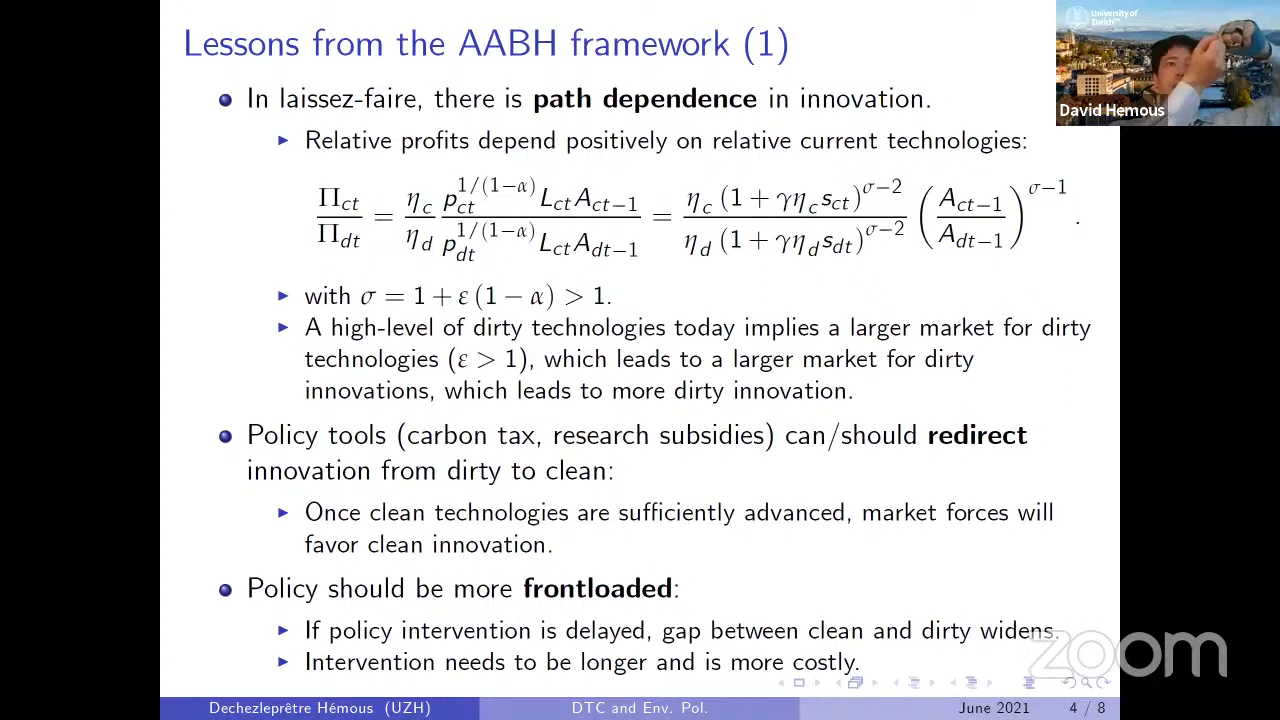 Lessons from the AABH framework (1)
University of
Zurich
David Hemous
In laissez-faire, there is path dependence in innovation.
Relative profits depend positively on relative current technologies:
Π_ct / Π_dt = η_c p_ct^{1/(1−α)} L_ct A_ct−1 / η_d p_dt^{1/(1−α)} L_ct A_dt−1 = η_c (1 + γη_c s_ct)^{σ−2} / η_d (1 + γη_d s_dt)^{σ−2} (A_ct−1 / A_dt−1)^{σ−1} .
with σ = 1 + ε (1 − α) > 1.
A high-level of dirty technologies today implies a larger market for dirty
technologies (ε > 1), which leads to a larger market for dirty
innovations, which leads to more dirty innovation.
Policy tools (carbon tax, research subsidies) can/should redirect
innovation from dirty to clean:
Once clean technologies are sufficiently advanced, market forces will
favor clean innovation.
Policy should be more frontloaded:
If policy intervention is delayed, gap between clean and dirty widens.
Intervention needs to be longer and is more costly.
zoom
Dechezleprêtre Hémous (UZH) DTC and Env. Pol. June 2021 4 / 8